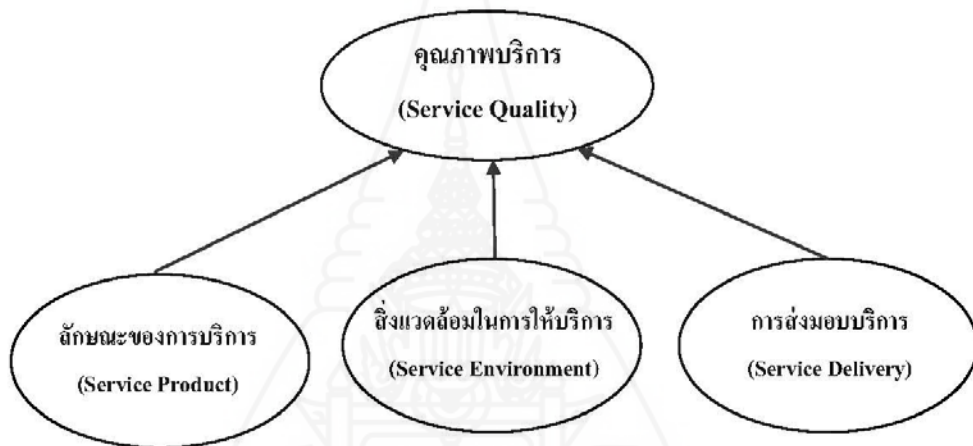 คุณภาพบริการ
(Service Quality)
ลักษณะของการบริการ
(Service Product)
สิ่งแวดล้อมในการให้บริการ
(Service Environment)
การส่งมอบบริการ
(Service Delivery)